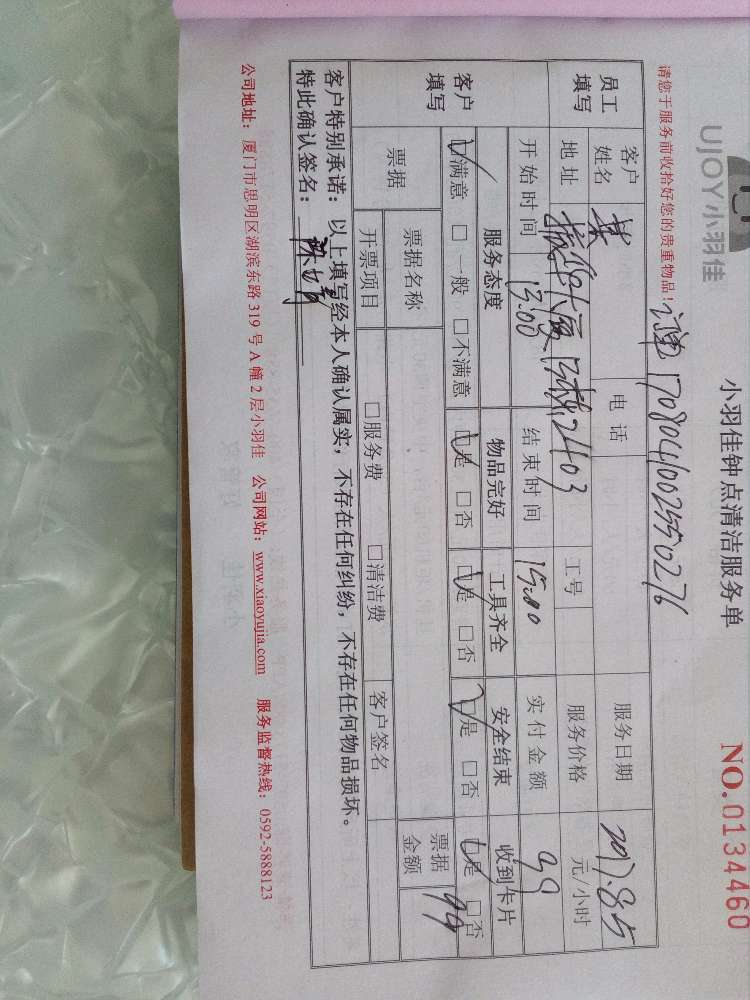 UJOY小羽佳
小羽佳钟点清洁服务单
NO.0134460
请您于服务前收拾好您的贵重物品!
17080410025550276
员工填写 客户姓名 电话 服务日期 2017.8.5
地址 振华大厦 2403 工号 服务价格 元/小时
开始时间 13:00 结束时间 15:00 实付金额 99
客户填写 服务态度 物品完好 工具齐全 安全结束 收到卡片
☑满意 □一般 □不满意 ☑是 □否 ☑是 □否 ☑是 □否 ☑是 □否
票据 票据名称 票据金额 99
开票项目 □服务费 □清洁费 客户签名
客户特别承诺：以上填写经本人确认属实，不存在任何纠纷，不存在任何物品损坏。
特此确认签名：
公司地址：厦门市思明区湖滨东路319号A幢2层小羽佳 公司网站：www.xiaoyujia.com 服务监督热线：0592-5888123